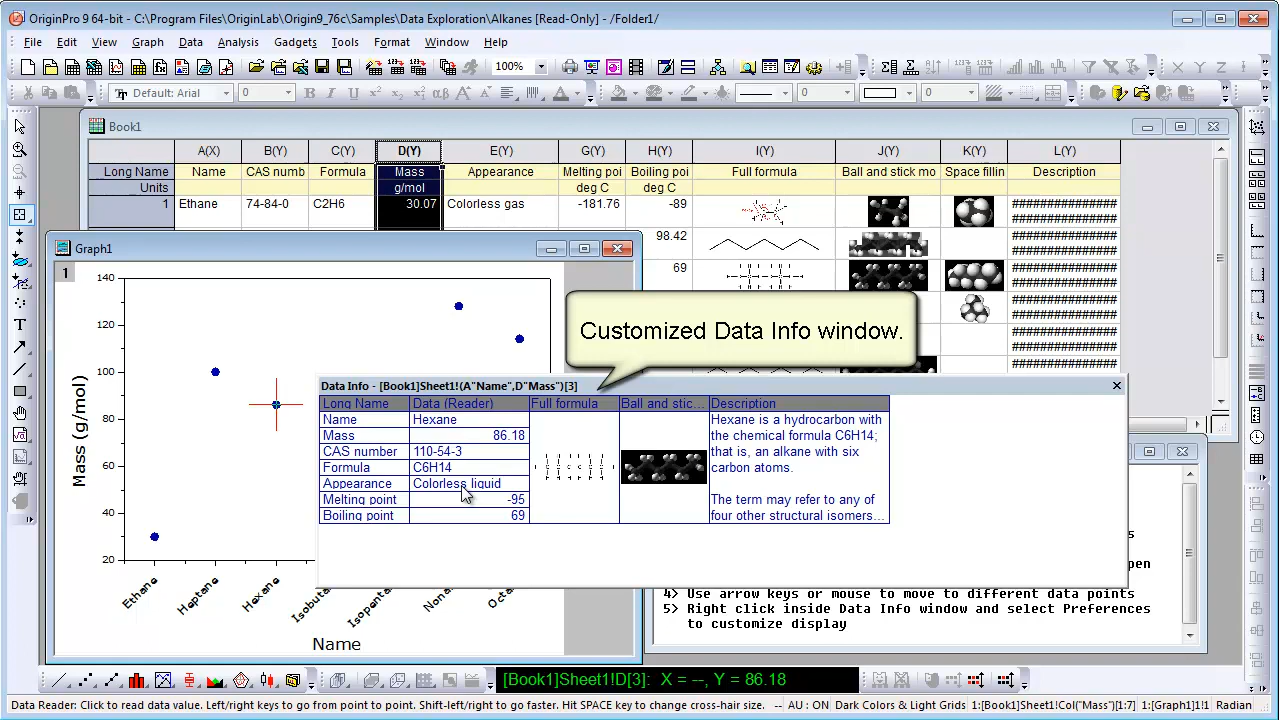 OriginPro 9 64-bit - C:\Program Files\OriginLab\Origin9_76c\Samples\Data Exploration\Alkanes [Read-Only] - /Folder1/
File Edit View Graph Data Analysis Gadgets Tools Format Window Help
100%
Default: Arial 0 0 0
Book1
A(X) B(Y) C(Y) D(Y) E(Y) G(Y) H(Y) I(Y) J(Y) K(Y) L(Y)
Long Name Name CAS numb Formula Mass Appearance Melting poi Boiling poi Full formula Ball and stick mo Space fillin Description
Units g/mol deg C deg C
1 Ethane 74-84-0 C2H6 30.07 Colorless gas -181.76 -89 ###############
###############
98.42 ###############
###############
69 ###############
###############
###############
###############
###############
###############
###############
Graph1
1
140
120
100
80
60
40
20
Mass (g/mol)
Ethane
Heptane
Hexane
Name
Customized Data Info window.
Data Info - [Book1]Sheet1!(A"Name",D"Mass")[3]
Long Name Data (Reader) Full formula Ball and stic... Description
Name Hexane
Mass 86.18
CAS number 110-54-3
Formula C6H14
Appearance Colorless liquid
Melting point -95
Boiling point 69
Hexane is a hydrocarbon with
the chemical formula C6H14;
that is, an alkane with six
carbon atoms.
The term may refer to any of
four other structural isomers...
pen
4> Use arrow keys or mouse to move to different data points
5> Right click inside Data Info window and select Preferences
to customize display
[Book1]Sheet1!D[3]: X = --, Y = 86.18
Data Reader: Click to read data value. Left/right keys to go from point to point. Shift-left/right to go faster. Hit SPACE key to change cross-hair size. -- AU : ON Dark Colors & Light Grids 1:[Book1]Sheet1!Col("Mass")[1:7] 1:[Graph1]1!1 Radian